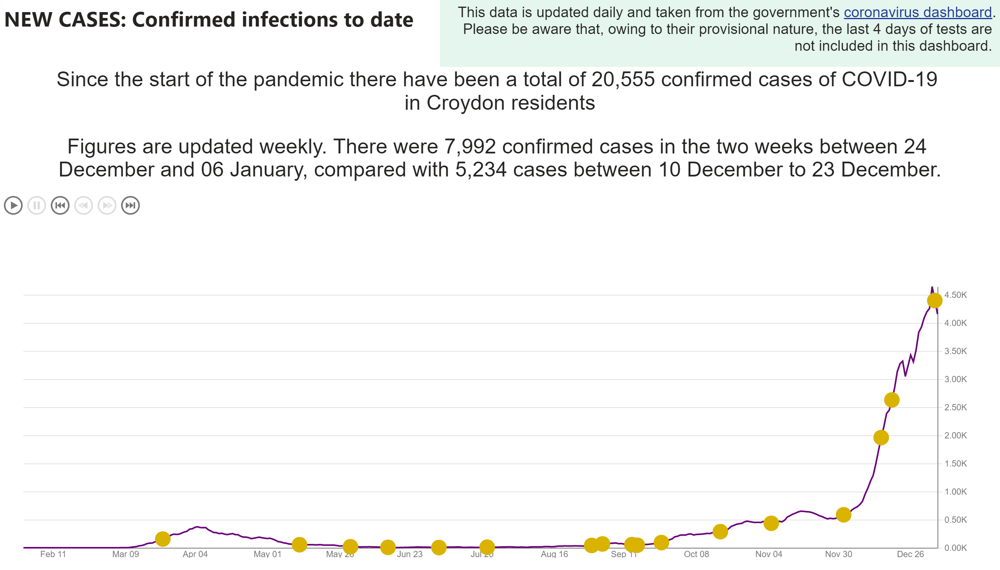 NEW CASES: Confirmed infections to date
This data is updated daily and taken from the government's coronavirus dashboard.
Please be aware that, owing to their provisional nature, the last 4 days of tests are
not included in this dashboard.
Since the start of the pandemic there have been a total of 20,555 confirmed cases of COVID-19
in Croydon residents
Figures are updated weekly. There were 7,992 confirmed cases in the two weeks between 24
December and 06 January, compared with 5,234 cases between 10 December to 23 December.
4.50K
4.00K
3.50K
3.00K
2.50K
2.00K
1.50K
1.00K
0.50K
0.00K
Feb 11 Mar 09 Apr 04 May 01 May 28 Jun 23 Jul 20 Aug 16 Sep 11 Oct 08 Nov 04 Nov 30 Dec 26